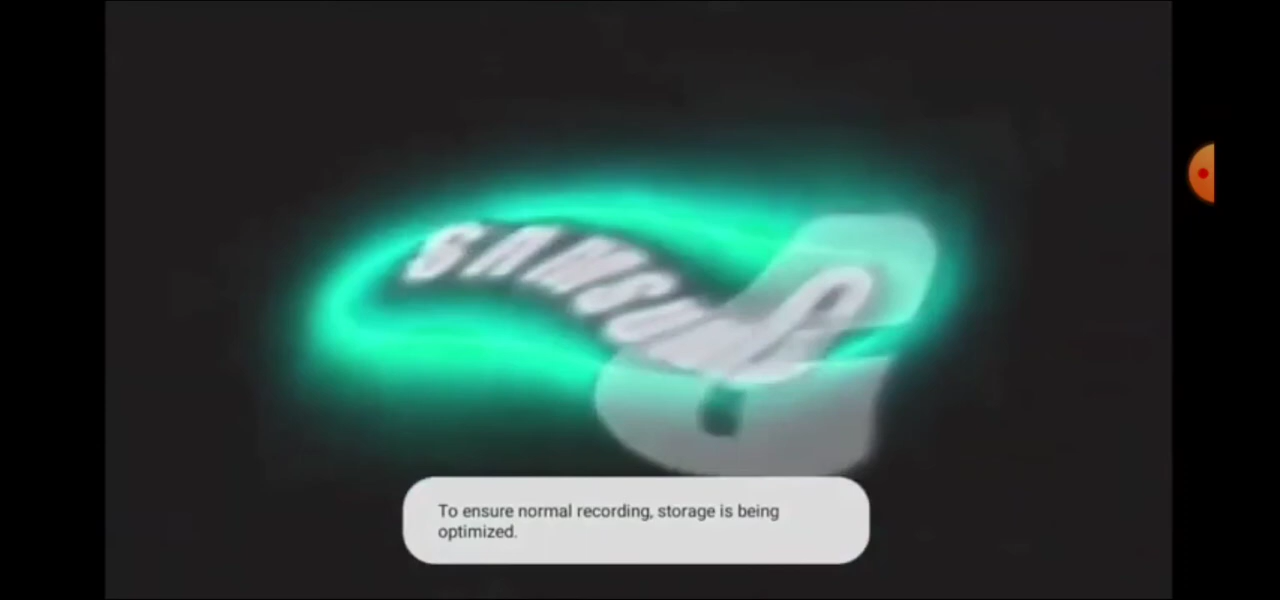 SAMSUNG
To ensure normal recording, storage is being
optimized.